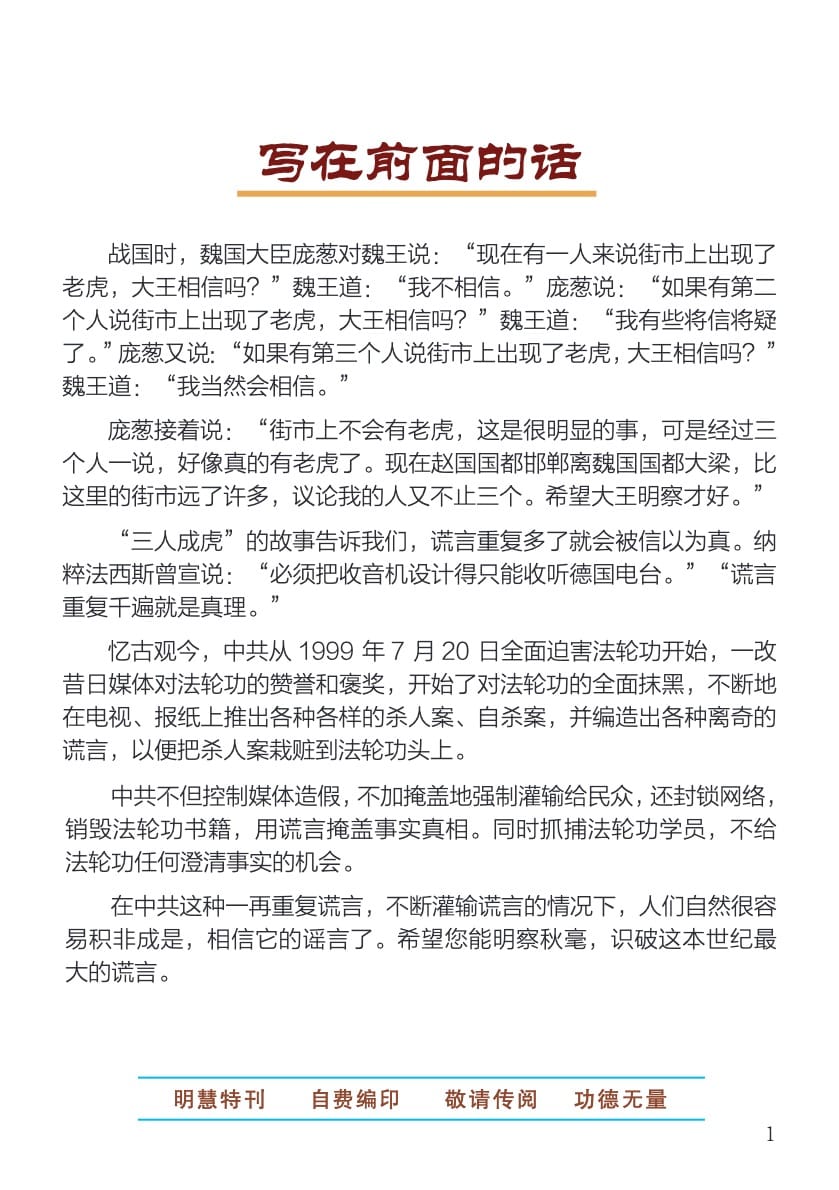 写在前面的话
战国时，魏国大臣庞葱对魏王说：“现在有一人来说街市上出现了
老虎，大王相信吗？”魏王道：“我不相信。”庞葱说：“如果有第二
个人说街市上出现了老虎，大王相信吗？”魏王道：“我有些将信将疑
了。”庞葱又说：“如果有第三个人说街市上出现了老虎，大王相信吗？”
魏王道：“我当然会相信。”
庞葱接着说：“街市上不会有老虎，这是很明显的事，可是经过三
个人一说，好像真的有老虎了。现在赵国国都邯郸离魏国国都大梁，比
这里的街市远了许多，议论我的人又不止三个。希望大王明察才好。”
“三人成虎”的故事告诉我们，谎言重复多了就会被信以为真。纳
粹法西斯曾宣说：“必须把收音机设计得只能收听德国电台。”“谎言
重复千遍就是真理。”
忆古观今，中共从 1999 年 7 月 20 日全面迫害法轮功开始，一改
昔日媒体对法轮功的赞誉和褒奖，开始了对法轮功的全面抹黑，不断地
在电视、报纸上推出各种各样的杀人案、自杀案，并编造出各种离奇的
谎言，以便把杀人案栽赃到法轮功头上。
中共不但控制媒体造假，不加掩盖地强制灌输给民众，还封锁网络，
销毁法轮功书籍，用谎言掩盖事实真相。同时抓捕法轮功学员，不给
法轮功任何澄清事实的机会。
在中共这种一再重复谎言，不断灌输谎言的情况下，人们自然很容
易积非成是，相信它的谣言了。希望您能明察秋毫，识破这本世纪最
大的谎言。
明慧特刊 自费编印 敬请传阅 功德无量
1